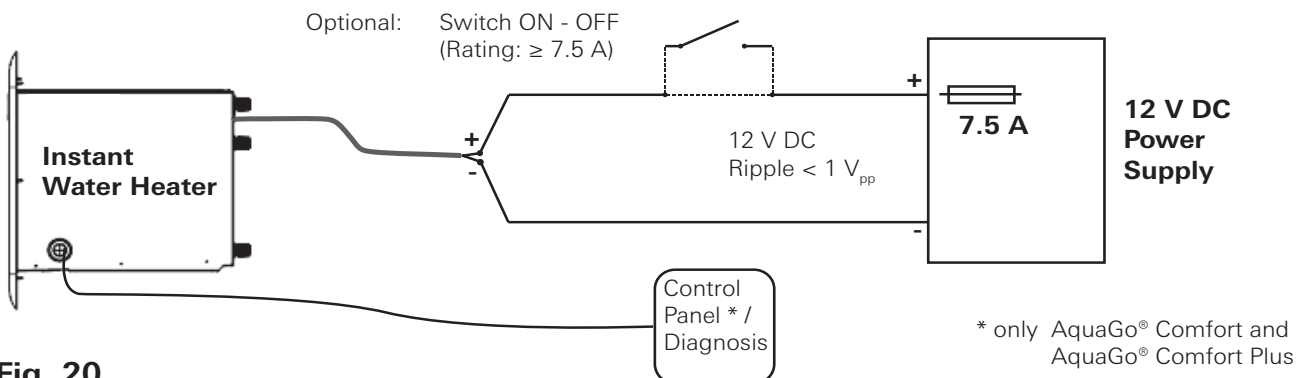 Optional: Switch ON - OFF
(Rating: ≥ 7.5 A)
+
7.5 A
12 V DC
Power
Supply
Instant
Water Heater
+
-
12 V DC
Ripple < 1 Vpp
-
Control
Panel * /
Diagnosis
* only AquaGo® Comfort and
AquaGo® Comfort Plus
Fig. 20